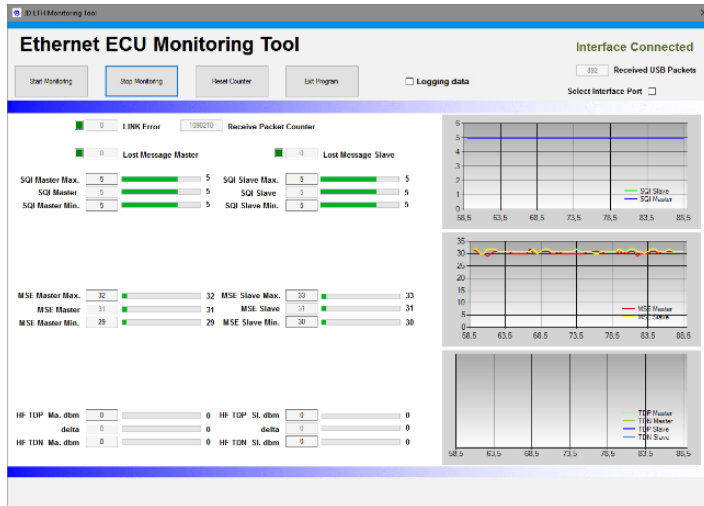 JD ETH Monitoring Tool
Ethernet ECU Monitoring Tool
Interface Connected
892 Received USB Packets
Start Monitoring Stop Monitoring Reset Counter Exit Program Logging data
Select Interface Port
0 LINK Error 1090210 Receive Packet Counter
0 Lost Message Master 0 Lost Message Slave
SQI Master Max. 5 5 SQI Slave Max. 5 5
SQI Master 5 5 SQI Slave 5 5
SQI Master Min. 5 5 SQI Slave Min. 5 5
6
5
4
3
2
1
0
SQI Slave
SQI Master
58,5 63,5 68,5 73,5 78,5 83,5 88,5
MSE Master Max. 32 32 MSE Slave Max. 33 33
MSE Master 31 31 MSE Slave 31 31
MSE Master Min. 29 29 MSE Slave Min. 30 30
35
30
25
20
15
10
5
0
MSE Master
MSE Slave
58,5 63,5 68,5 73,5 78,5 83,5 88,5
HF TDP Ma. dbm 0 0 HF TDP Sl. dbm 0 0
delta 0 0 delta 0 0
HF TDN Ma. dbm 0 0 HF TDN Sl. dbm 0 0
TDP Master
TDN Master
TDP Slave
TDN Slave
58,5 63,5 68,5 73,5 78,5 83,5 88,5